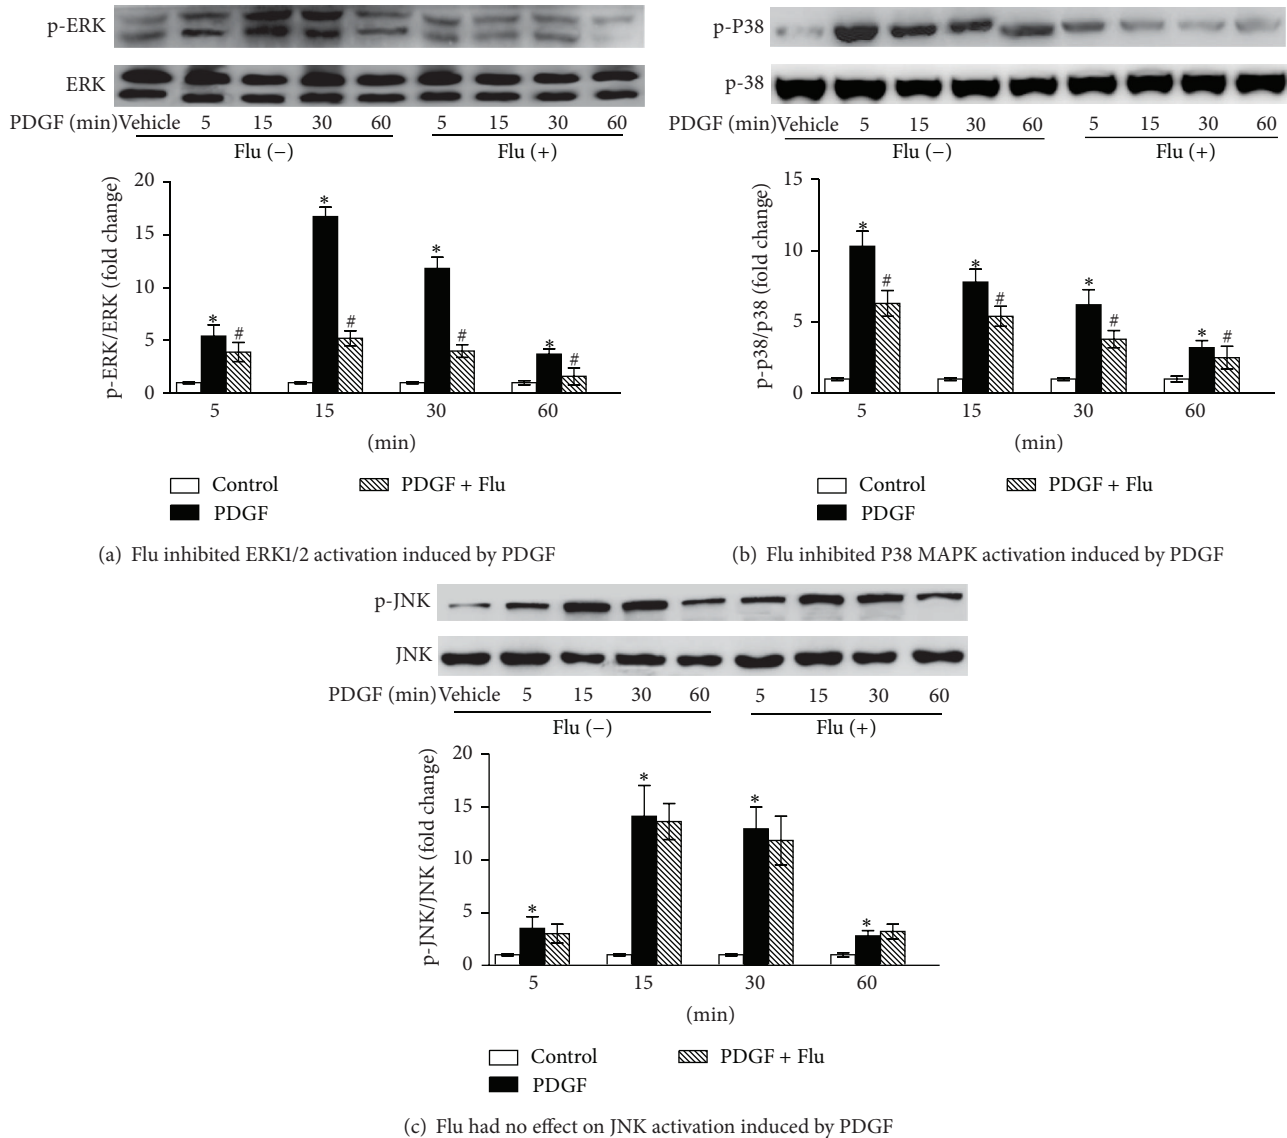 p-ERK
ERK
PDGF (min) Vehicle 5 15 30 60 5 15 30 60
Flu (−) Flu (+)
p-ERK/ERK (fold change)
20
15
10
5
0
* # * # * # * #
5 15 30 60
(min)
Control PDGF + Flu
PDGF
(a) Flu inhibited ERK1/2 activation induced by PDGF
p-P38
p-38
PDGF (min) Vehicle 5 15 30 60 5 15 30 60
Flu (−) Flu (+)
p-p38/p38 (fold change)
15
10
5
0
* # * # * # * #
5 15 30 60
(min)
Control PDGF + Flu
PDGF
(b) Flu inhibited P38 MAPK activation induced by PDGF
p-JNK
JNK
PDGF (min) Vehicle 5 15 30 60 5 15 30 60
Flu (−) Flu (+)
p-JNK/JNK (fold change)
20
15
10
5
0
* * * *
5 15 30 60
(min)
Control PDGF + Flu
PDGF
(c) Flu had no effect on JNK activation induced by PDGF